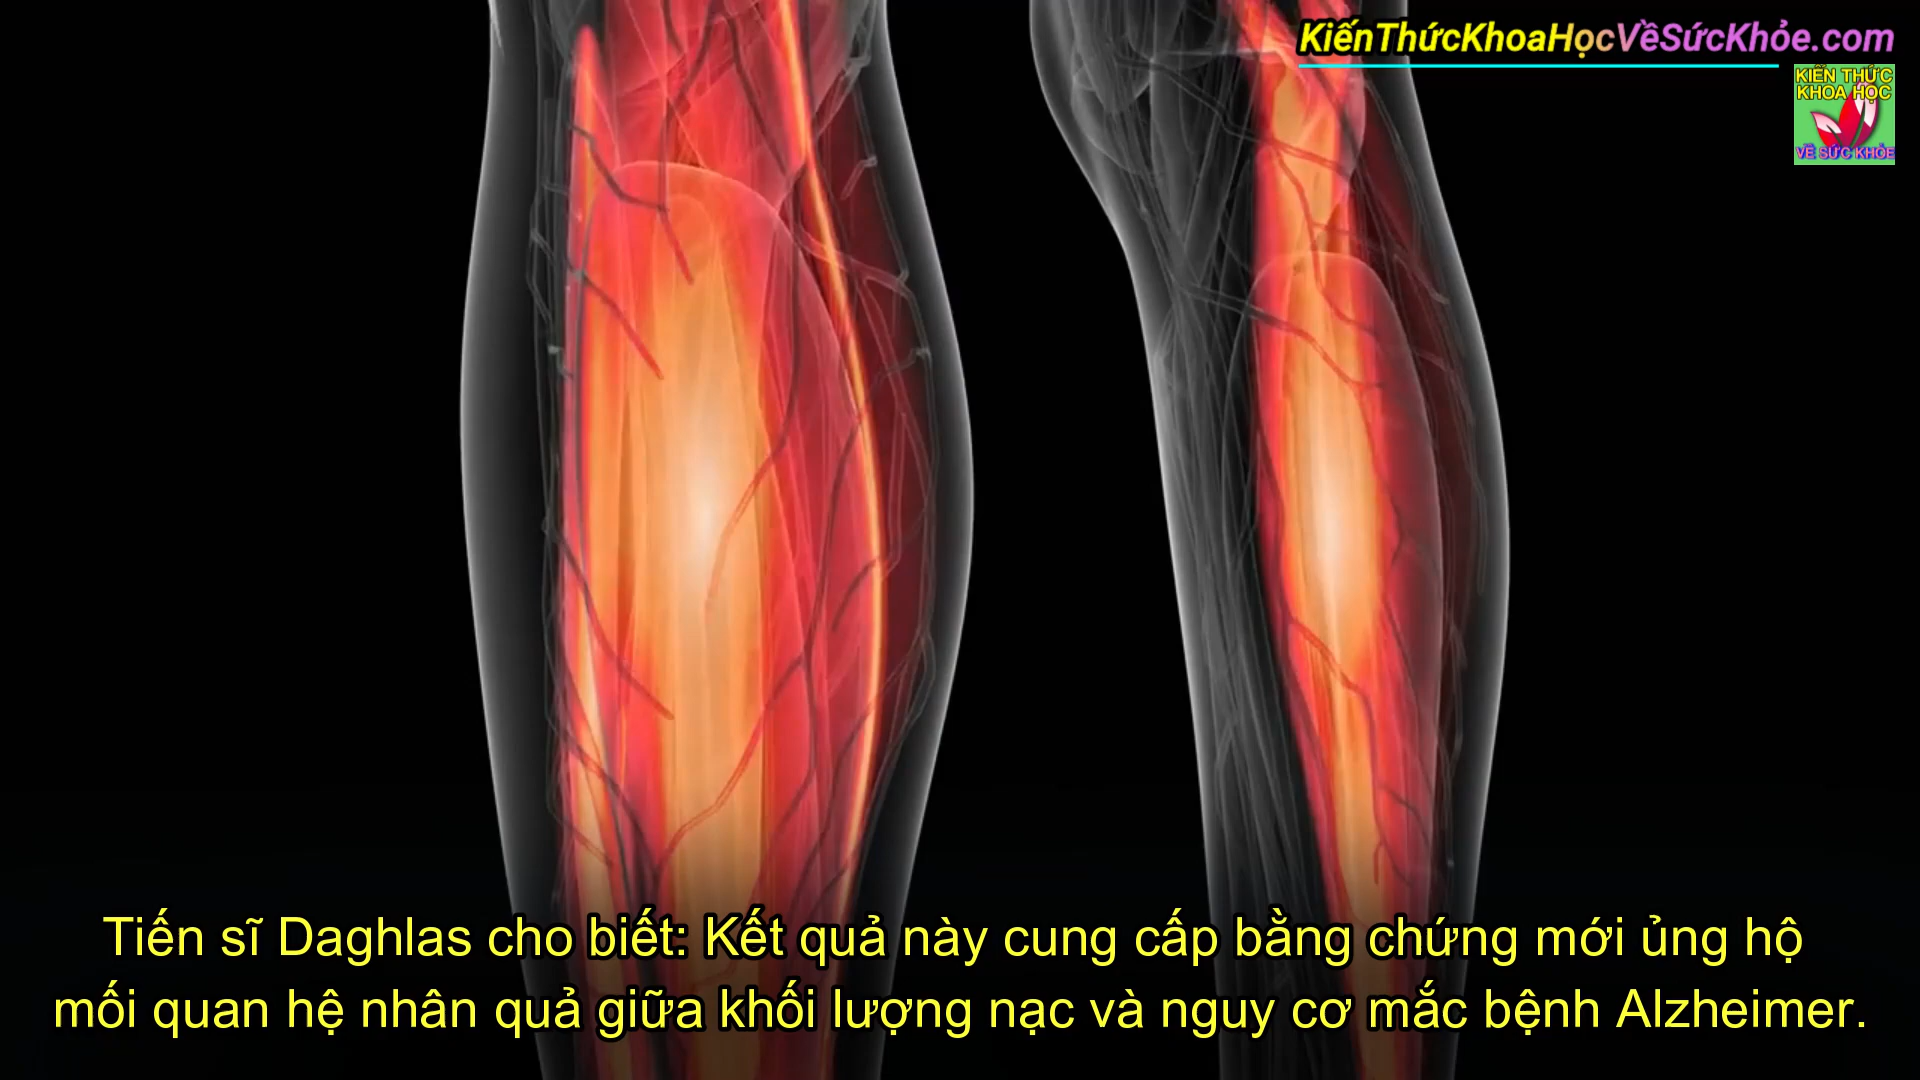 KiếnThứcKhoaHọcVềSứcKhỏe.com
KIẾN THỨC
KHOA HỌC
VỀ SỨC KHỎE
Tiến sĩ Daghlas cho biết: Kết quả này cung cấp bằng chứng mới ủng hộ
mối quan hệ nhân quả giữa khối lượng nạc và nguy cơ mắc bệnh Alzheimer.